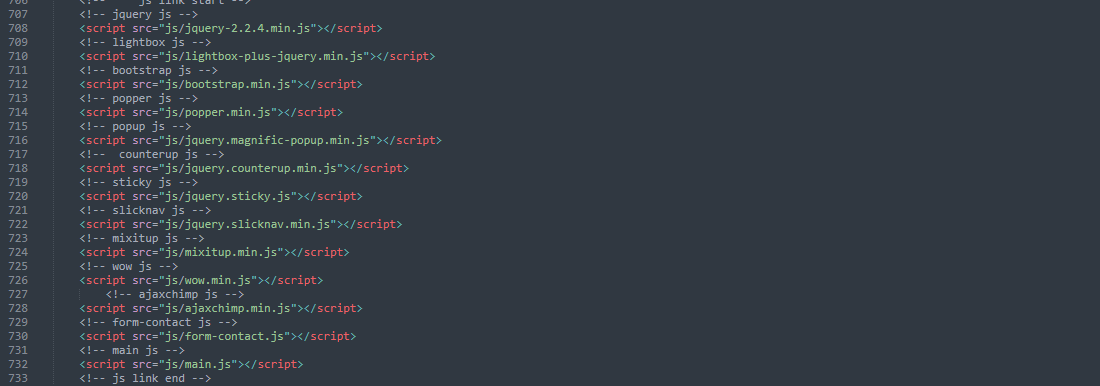 706 <!-- js link start -->
707 <!-- jquery js -->
708 <script src="js/jquery-2.2.4.min.js"></script>
709 <!-- lightbox js -->
710 <script src="js/lightbox-plus-jquery.min.js"></script>
711 <!-- bootstrap js -->
712 <script src="js/bootstrap.min.js"></script>
713 <!-- popper js -->
714 <script src="js/popper.min.js"></script>
715 <!-- popup js -->
716 <script src="js/jquery.magnific-popup.min.js"></script>
717 <!--  counterup js -->
718 <script src="js/jquery.counterup.min.js"></script>
719 <!-- sticky js -->
720 <script src="js/jquery.sticky.js"></script>
721 <!-- slicknav js -->
722 <script src="js/jquery.slicknav.min.js"></script>
723 <!-- mixitup js -->
724 <script src="js/mixitup.min.js"></script>
725 <!-- wow js -->
726 <script src="js/wow.min.js"></script>
727 <!-- ajaxchimp js -->
728 <script src="js/ajaxchimp.min.js"></script>
729 <!-- form-contact js -->
730 <script src="js/form-contact.js"></script>
731 <!-- main js -->
732 <script src="js/main.js"></script>
733 <!-- js link end -->